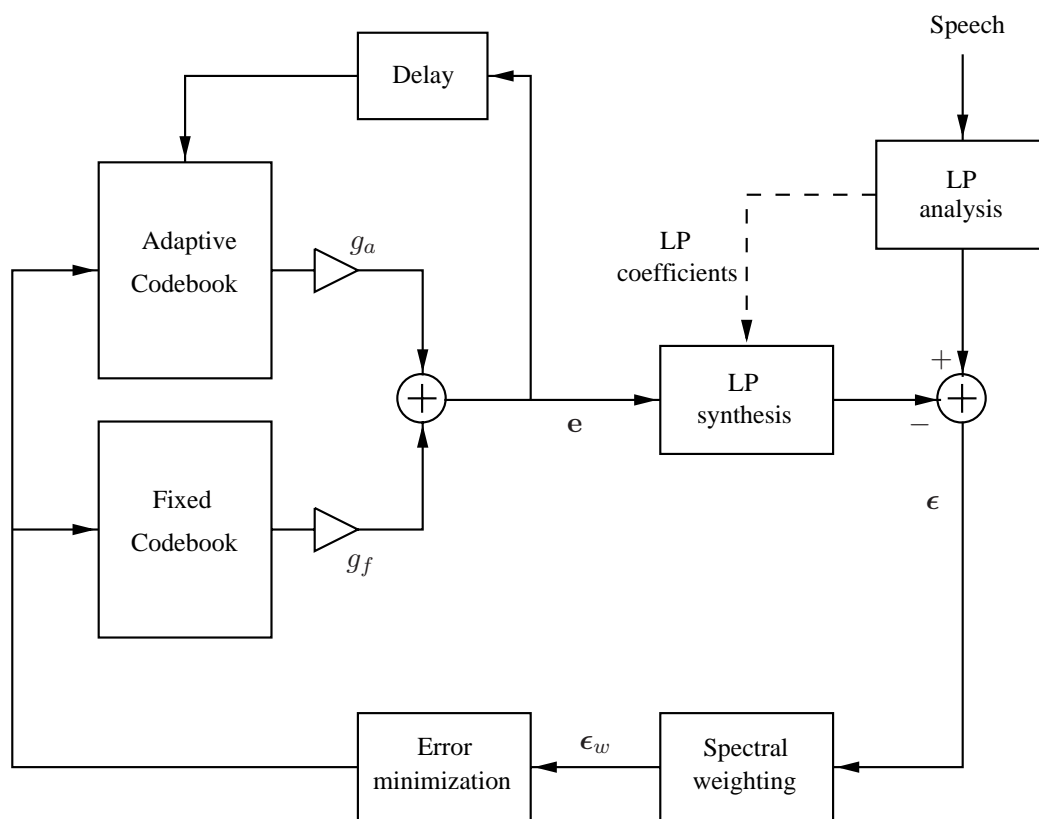 Speech
Delay
LP
analysis
Adaptive
Codebook
g_a
LP
coefficients
+
LP
synthesis
+
+
−
e
ϵ
Fixed
Codebook
g_f
Error
minimization
ϵ_w
Spectral
weighting